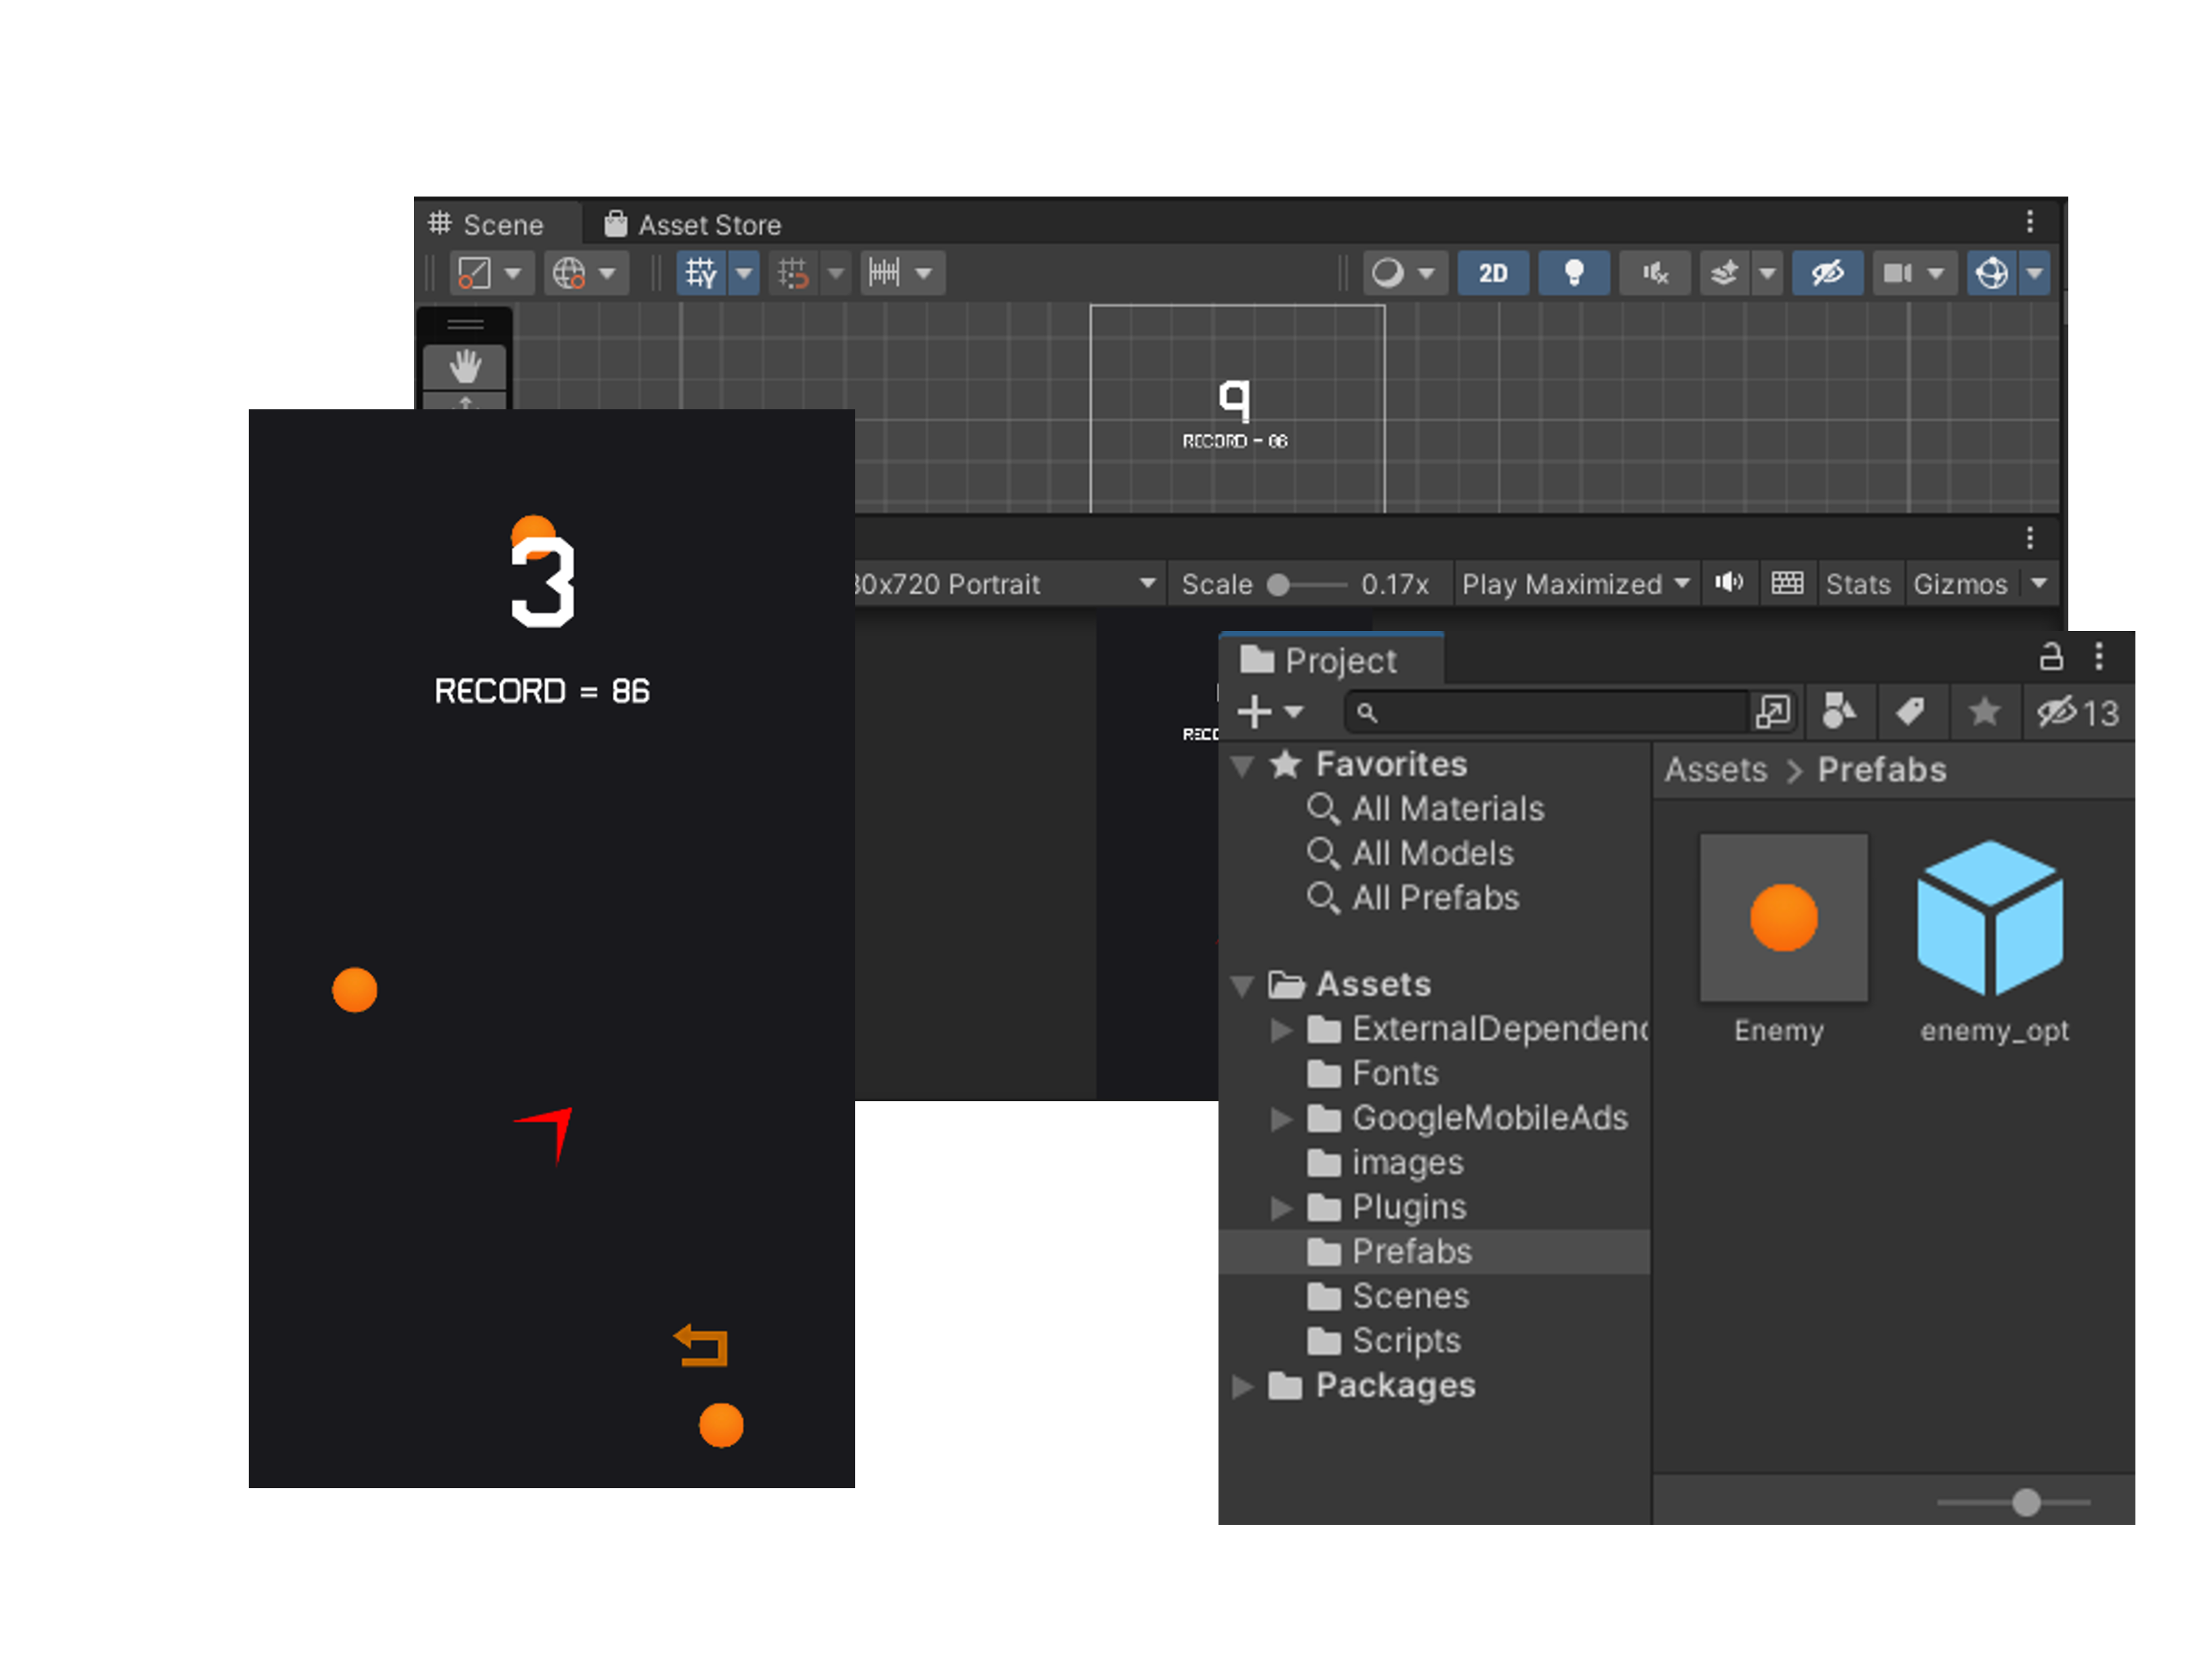 Scene
Asset Store
2D
9
RECORD - 86
30x720 Portrait
Scale 0.17x
Play Maximized
Stats
Gizmos
3
RECORD = 86
RECO
Project
13
Favorites
All Materials
All Models
All Prefabs
Assets
ExternalDependenc
Fonts
GoogleMobileAds
images
Plugins
Prefabs
Scenes
Scripts
Packages
Assets > Prefabs
Enemy
enemy_opt